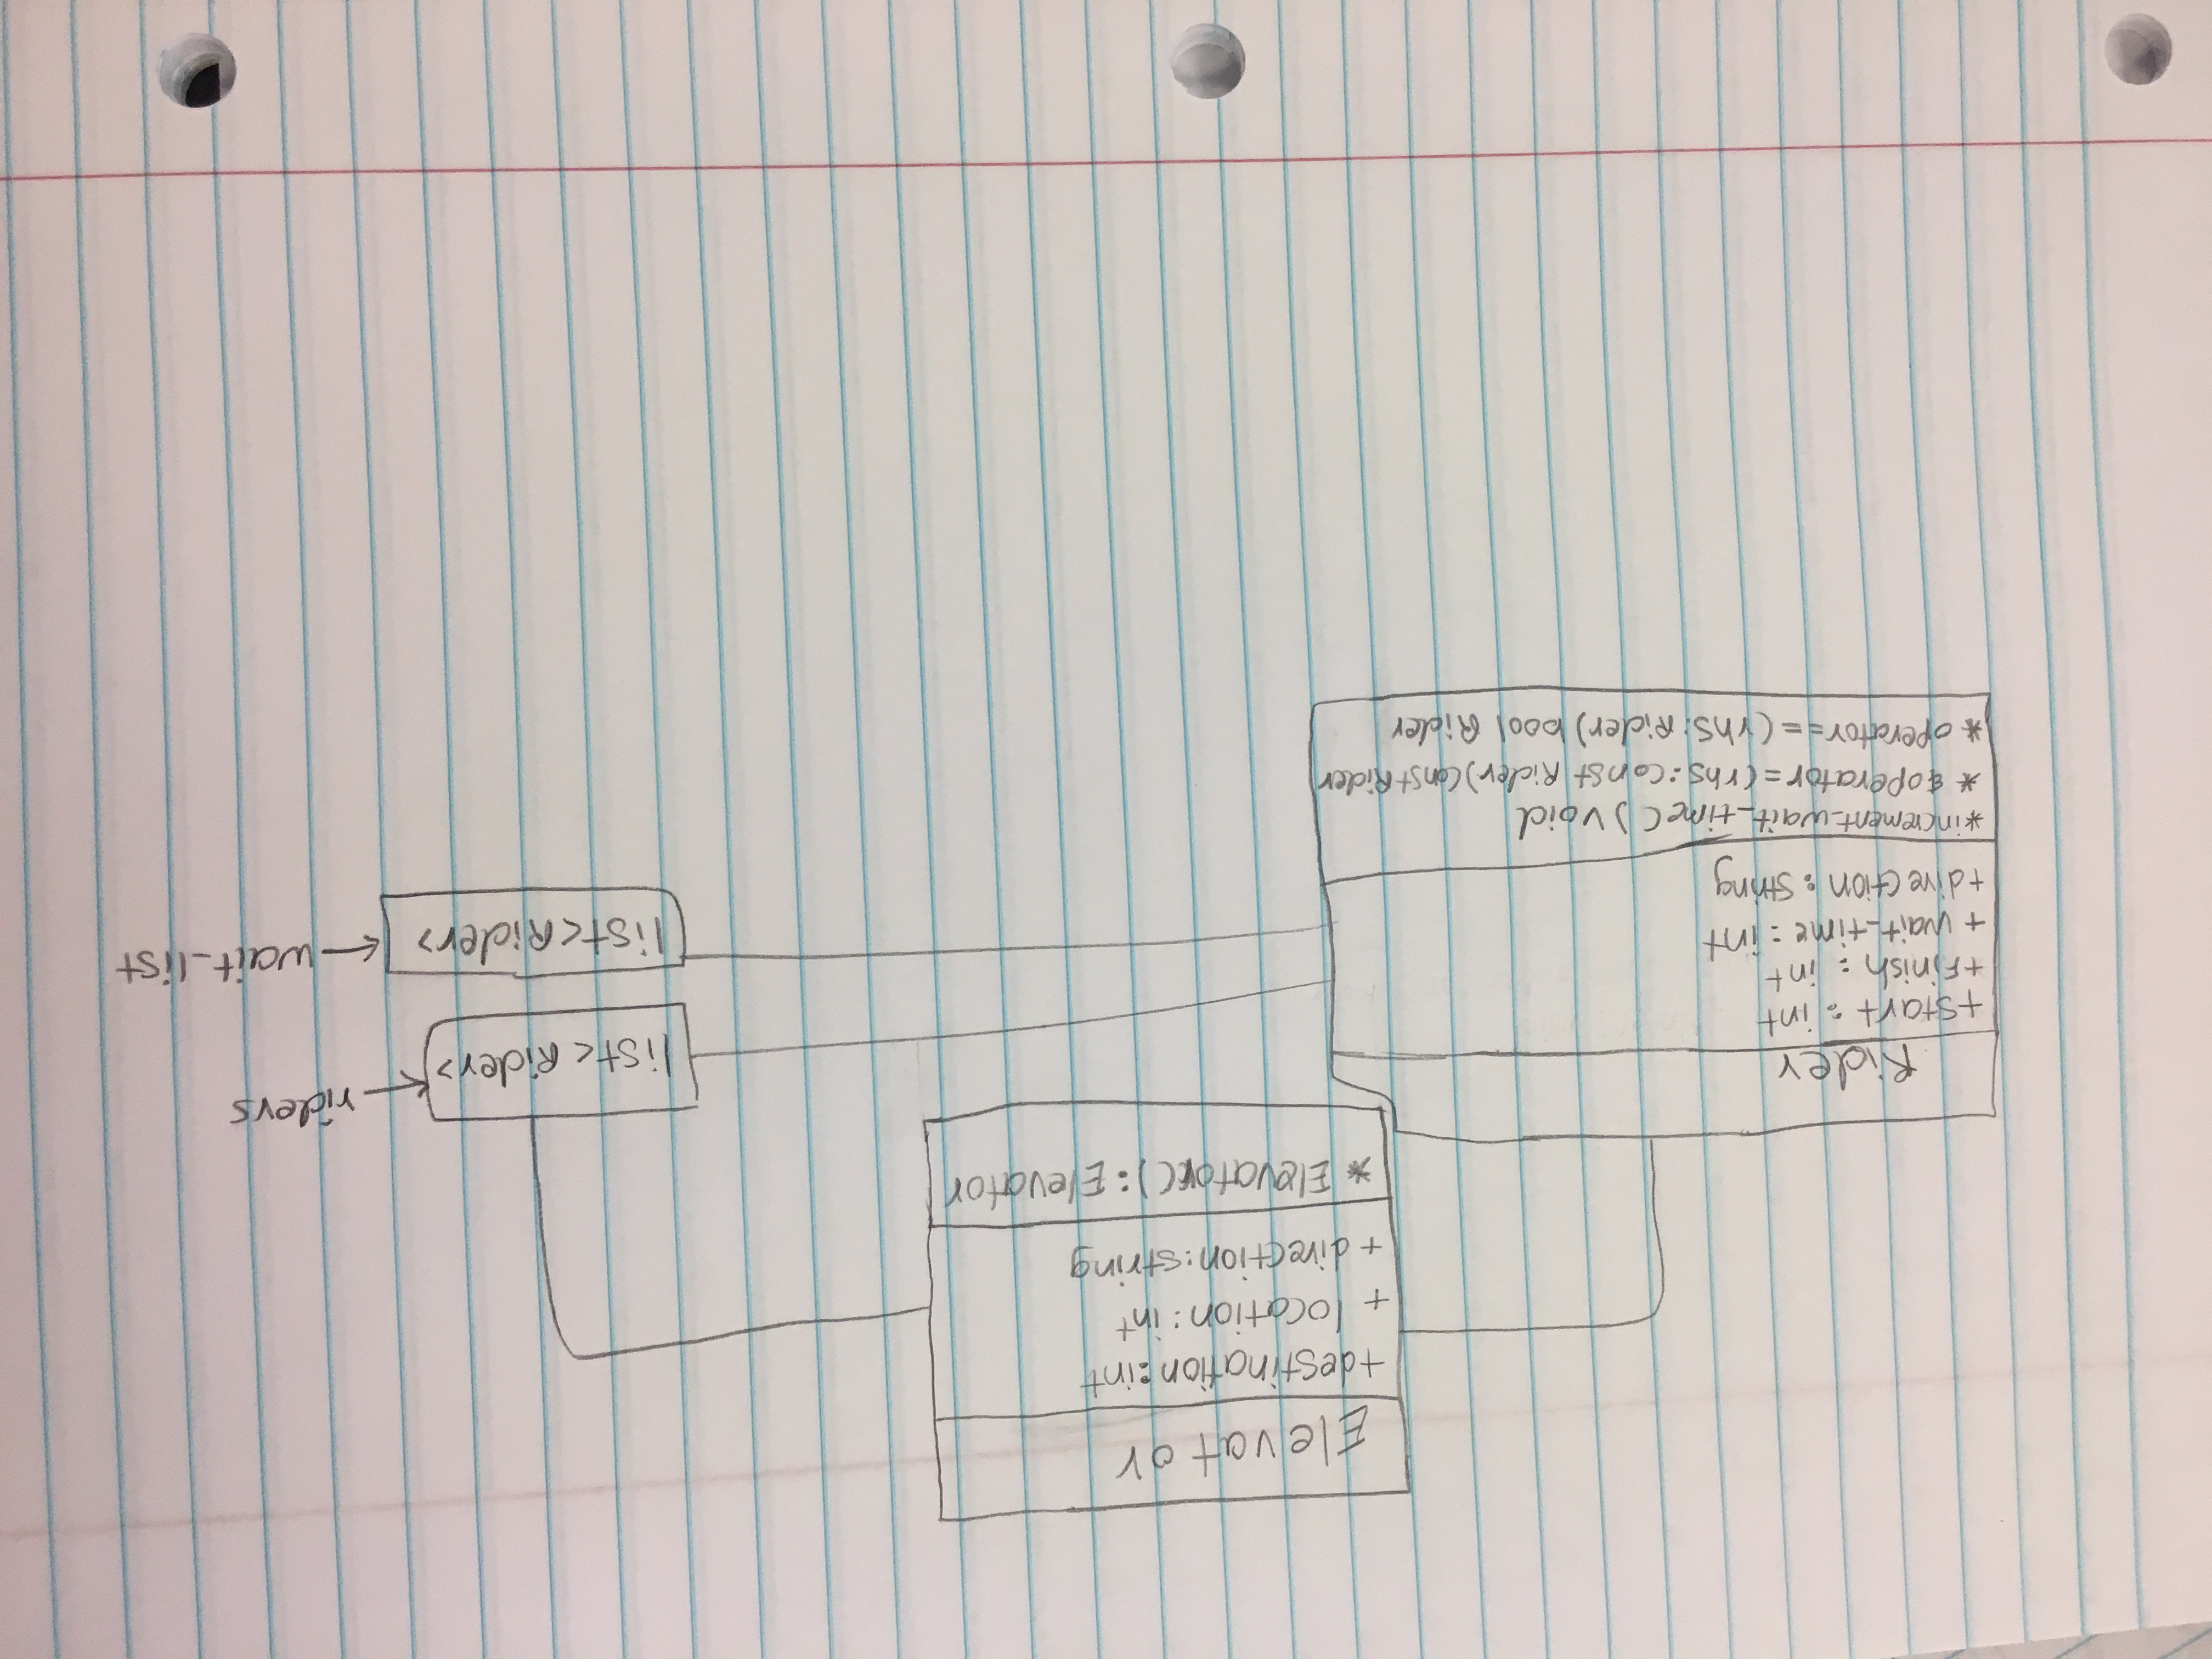 Elevator
+destination:int
+ location:int
+ direction:string
* Elevator():Elevator
Rider
+start : int
+Finish : int
+ wait_time : int
+direction : string
*increment_wait_time() void
* &operator=(rhs: const Rider) const Rider
* operator==(rhs:Rider) bool Rider
list<Rider>
riders
list<Rider>
wait_list